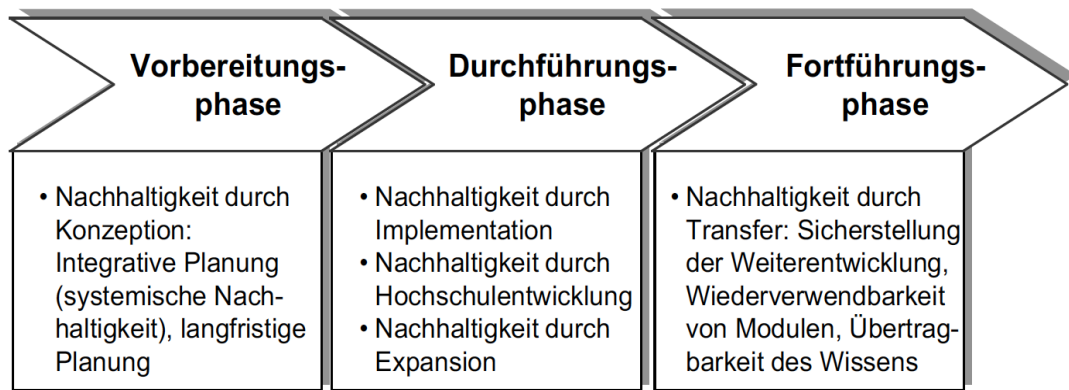 Vorbereitungs-
phase
• Nachhaltigkeit durch
Konzeption:
Integrative Planung
(systemische Nach-
haltigkeit), langfristige
Planung
Durchführungs-
phase
• Nachhaltigkeit durch
Implementation
• Nachhaltigkeit durch
Hochschulentwicklung
• Nachhaltigkeit durch
Expansion
Fortführungs-
phase
• Nachhaltigkeit durch
Transfer: Sicherstellung
der Weiterentwicklung,
Wiederverwendbarkeit
von Modulen, Übertrag-
barkeit des Wissens